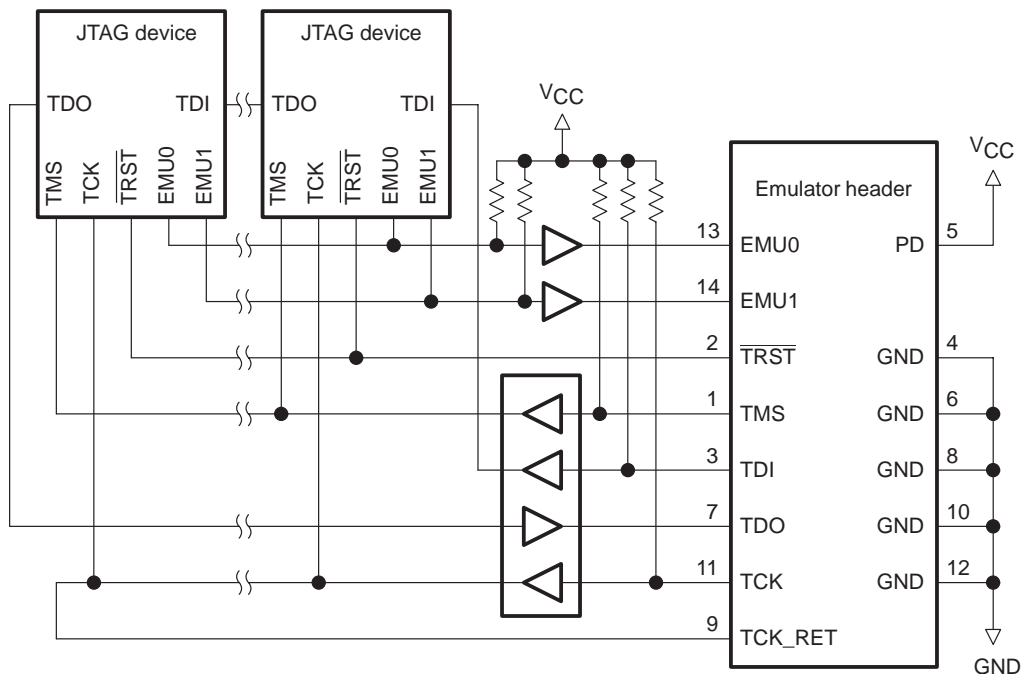 JTAG device
JTAG device
TDO
TDI
TDO
TDI
TMS
TCK
TRST
EMU0
EMU1
TMS
TCK
TRST
EMU0
EMU1
VCC
VCC
Emulator header
13
EMU0
PD
5
14
EMU1
2
TRST
GND
4
1
TMS
GND
6
3
TDI
GND
8
7
TDO
GND
10
11
TCK
GND
12
9
TCK_RET
GND